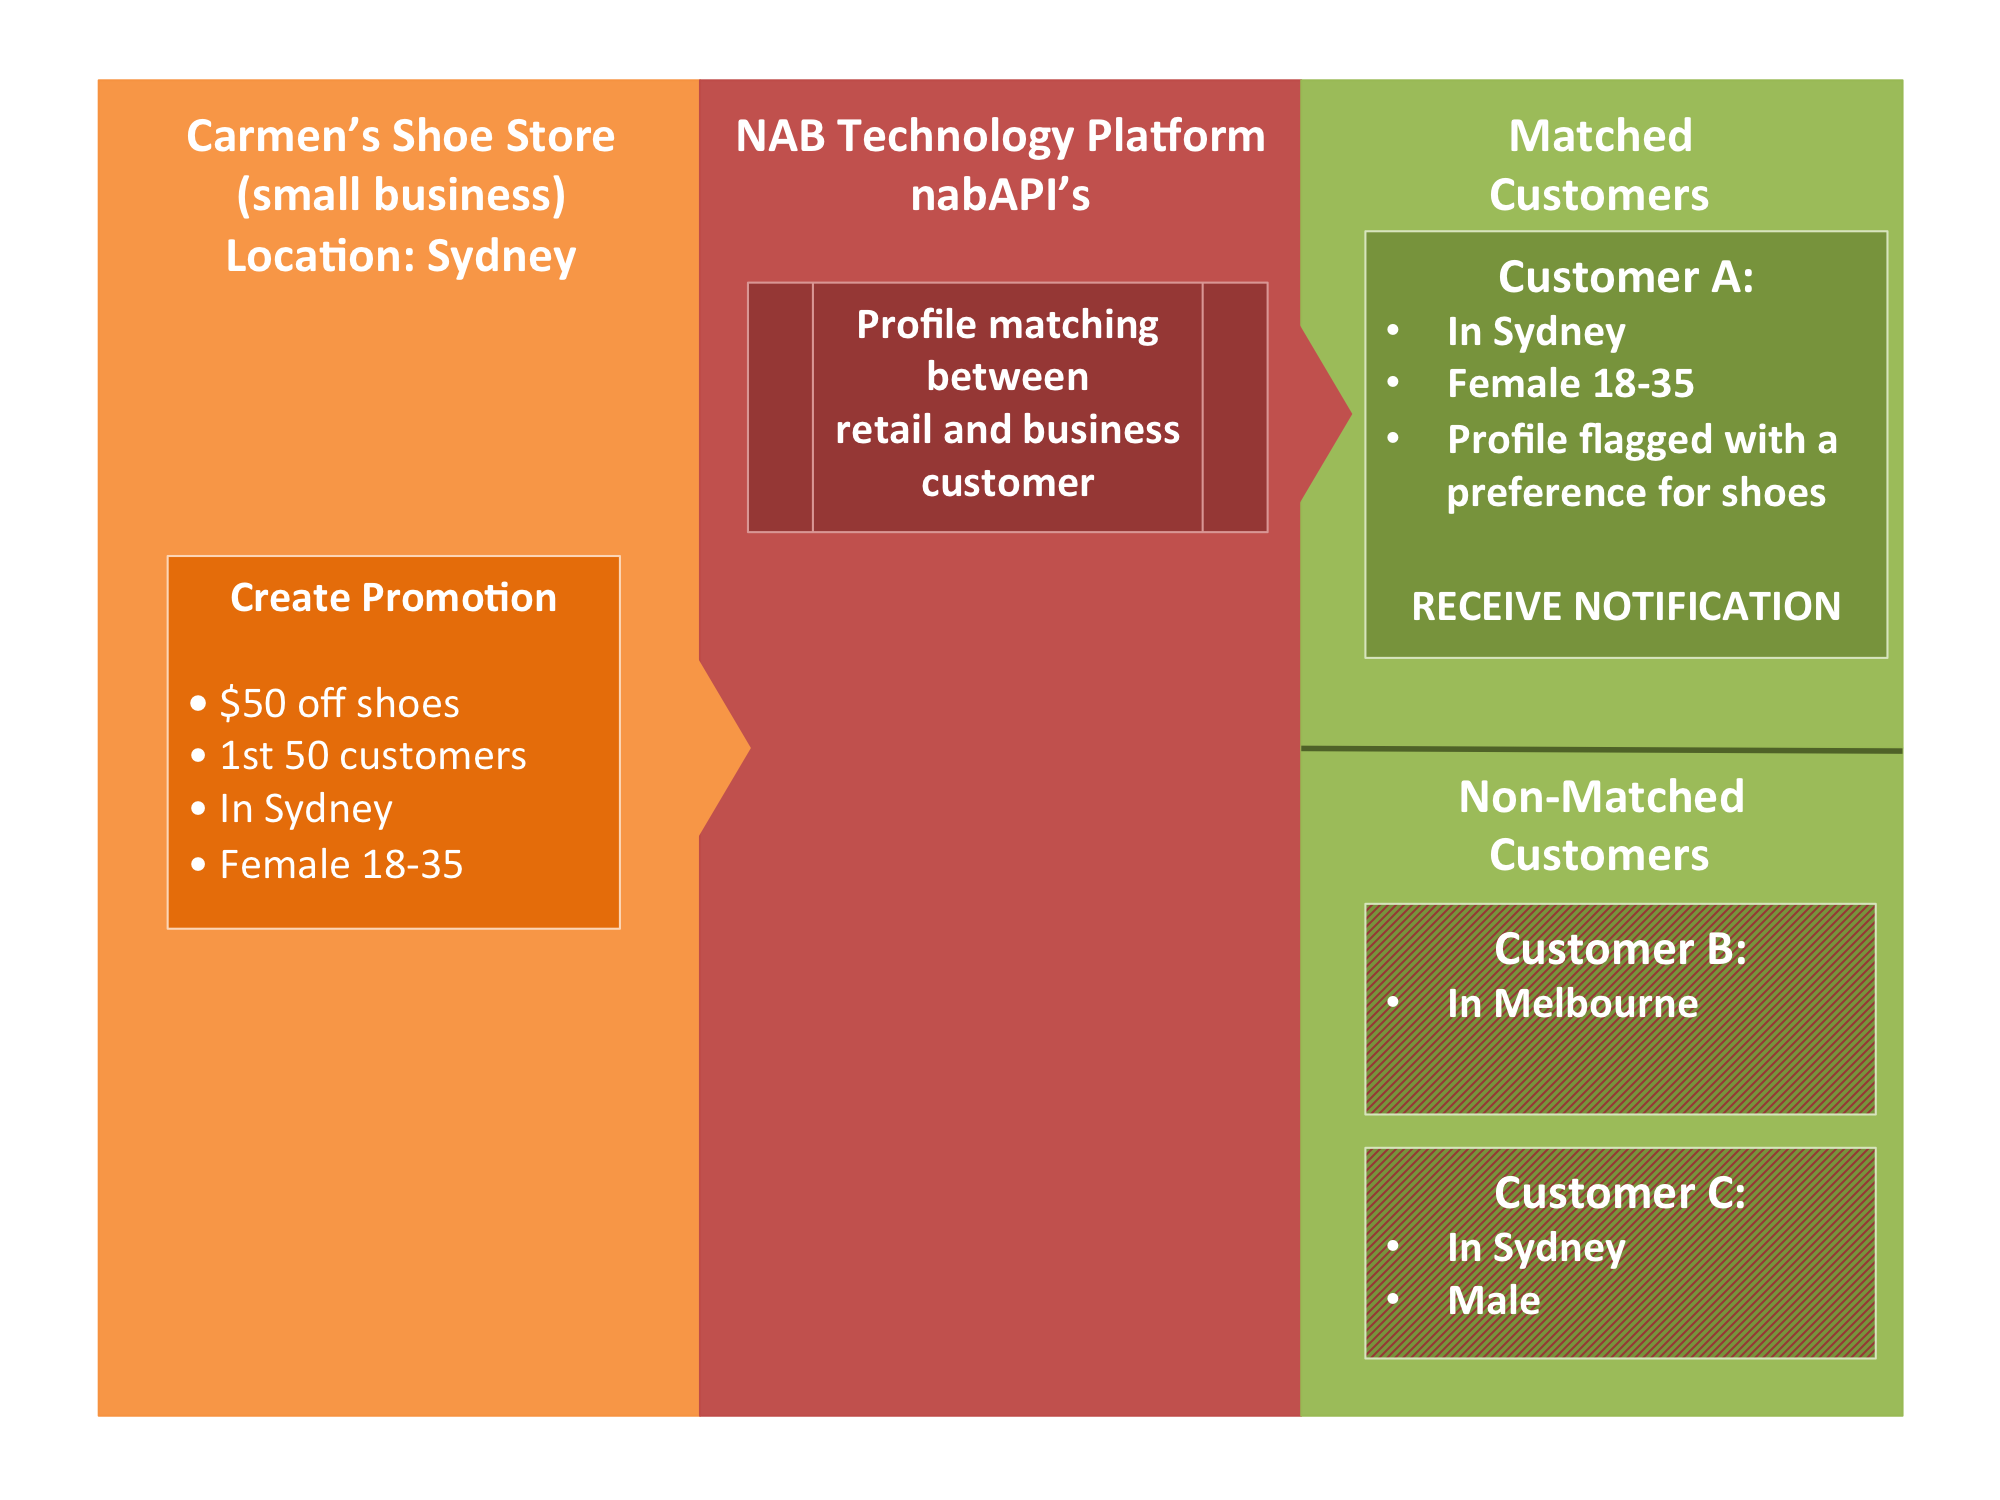 Carmen’s Shoe Store
(small business)
Location: Sydney
Create Promotion
• $50 off shoes
• 1st 50 customers
• In Sydney
• Female 18-35
NAB Technology Platform
nabAPI’s
Profile matching
between
retail and business
customer
Matched
Customers
Customer A:
• In Sydney
• Female 18-35
• Profile flagged with a
preference for shoes
RECEIVE NOTIFICATION
Non-Matched
Customers
Customer B:
• In Melbourne
Customer C:
• In Sydney
• Male